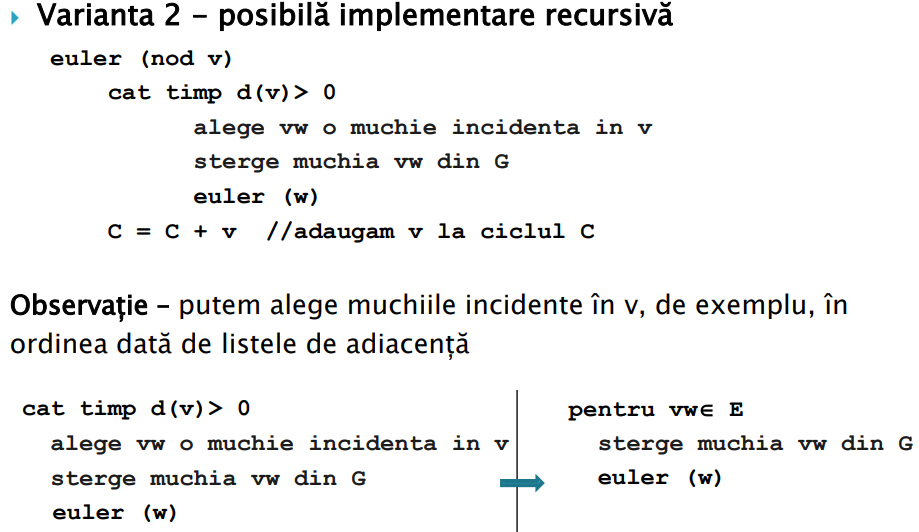 Varianta 2 – posibilă implementare recursivă
euler (nod v)
cat timp d(v)> 0
alege vw o muchie incidenta in v
sterge muchia vw din G
euler (w)
C = C + v //adaugam v la ciclul C
Observație – putem alege muchiile incidente în v, de exemplu, în
ordinea dată de listele de adiacență
cat timp d(v)> 0
alege vw o muchie incidenta in v
sterge muchia vw din G
euler (w)
pentru vw∈ E
sterge muchia vw din G
euler (w)